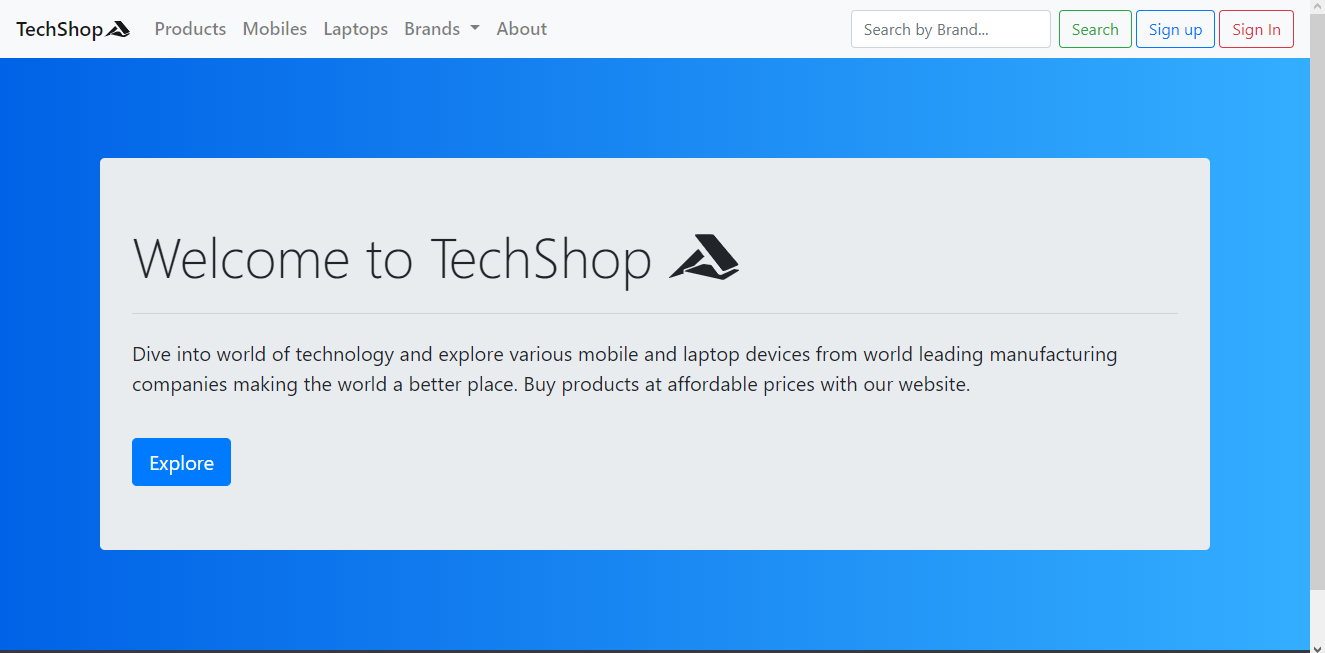 TechShop Products Mobiles Laptops Brands About Search by Brand... Search Sign up Sign In
Welcome to TechShop
Dive into world of technology and explore various mobile and laptop devices from world leading manufacturing
companies making the world a better place. Buy products at affordable prices with our website.
Explore